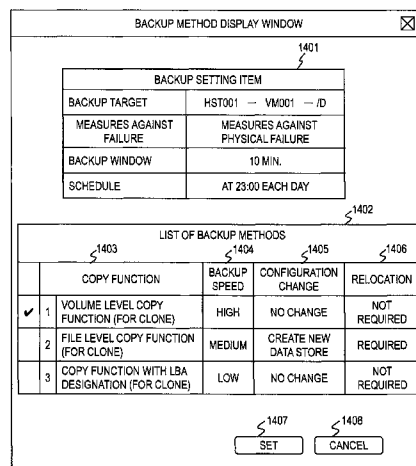 BACKUP METHOD DISPLAY WINDOW
1401
BACKUP SETTING ITEM
BACKUP TARGET HST001 — VM001 — /D
MEASURES AGAINST FAILURE MEASURES AGAINST PHYSICAL FAILURE
BACKUP WINDOW 10 MIN.
SCHEDULE AT 23:00 EACH DAY
1402
LIST OF BACKUP METHODS
1403 1404 1405 1406
COPY FUNCTION BACKUP SPEED CONFIGURATION CHANGE RELOCATION
✔ 1 VOLUME LEVEL COPY FUNCTION (FOR CLONE) HIGH NO CHANGE NOT REQUIRED
2 FILE LEVEL COPY FUNCTION (FOR CLONE) MEDIUM CREATE NEW DATA STORE REQUIRED
3 COPY FUNCTION WITH LBA DESIGNATION (FOR CLONE) LOW NO CHANGE NOT REQUIRED
1407 1408
SET CANCEL